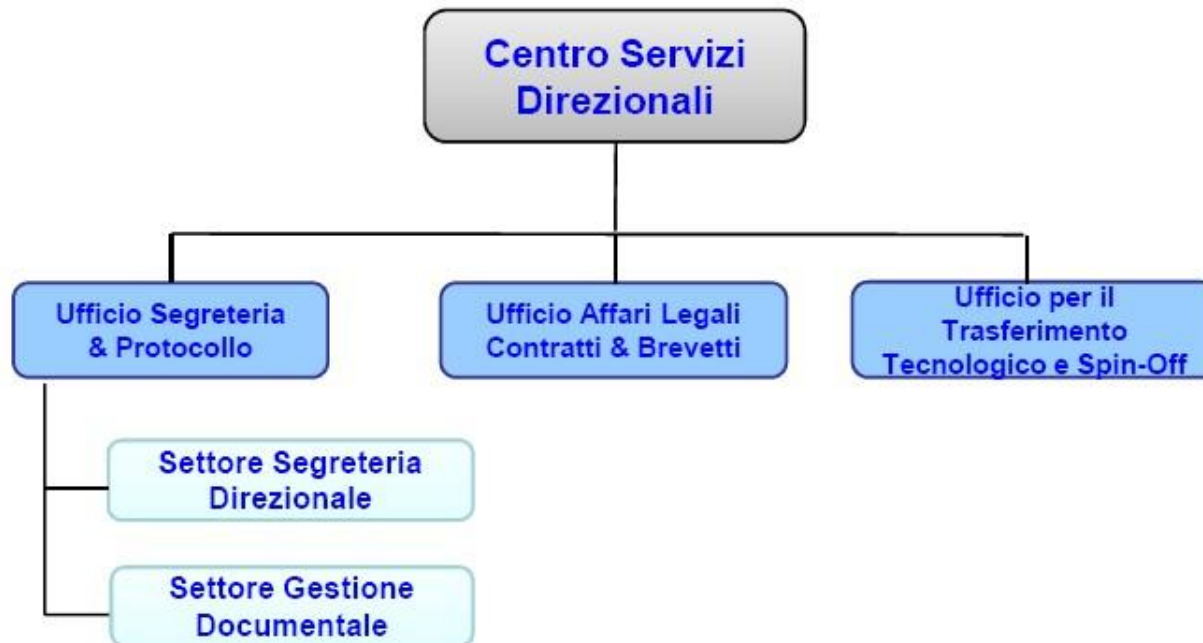 Centro Servizi
Direzionali
Ufficio Segreteria
& Protocollo
Ufficio Affari Legali
Contratti & Brevetti
Ufficio per il
Trasferimento
Tecnologico e Spin-Off
Settore Segreteria
Direzionale
Settore Gestione
Documentale